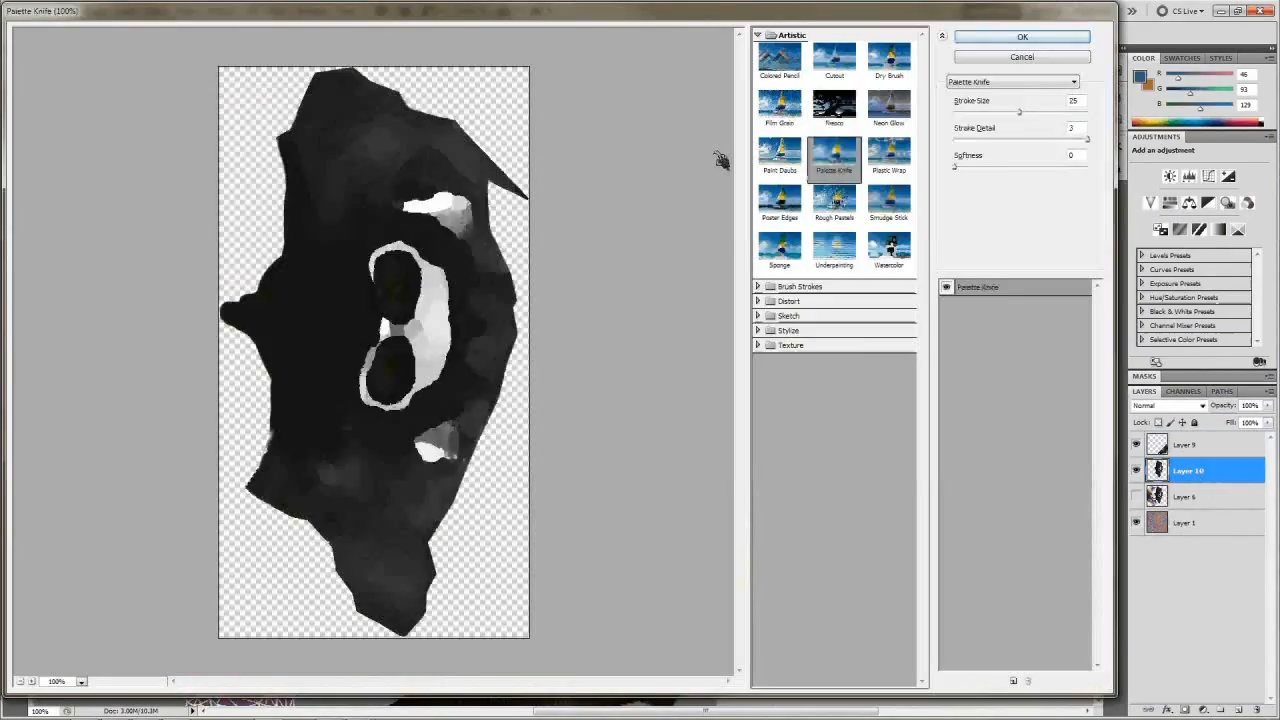 Palette Knife (100%)
CS Live
Artistic
Colored Pencil
Cutout
Dry Brush
Film Grain
Fresco
Neon Glow
Paint Daubs
Palette Knife
Plastic Wrap
Poster Edges
Rough Pastels
Smudge Stick
Sponge
Underpainting
Watercolor
Brush Strokes
Distort
Sketch
Stylize
Texture
OK
Cancel
Palette Knife
Stroke Size 25
Stroke Detail 3
Softness 0
Palette Knife
COLOR SWATCHES STYLES
R 46
G 93
B 129
ADJUSTMENTS
Add an adjustment
Levels Presets
Curves Presets
Exposure Presets
Hue/Saturation Presets
Black & White Presets
Channel Mixer Presets
Selective Color Presets
MASKS
LAYERS CHANNELS PATHS
Normal Opacity: 100%
Lock: Fill: 100%
Layer 9
Layer 10
Layer 6
Layer 1
100%
100% Doc: 3.00M/10.3M